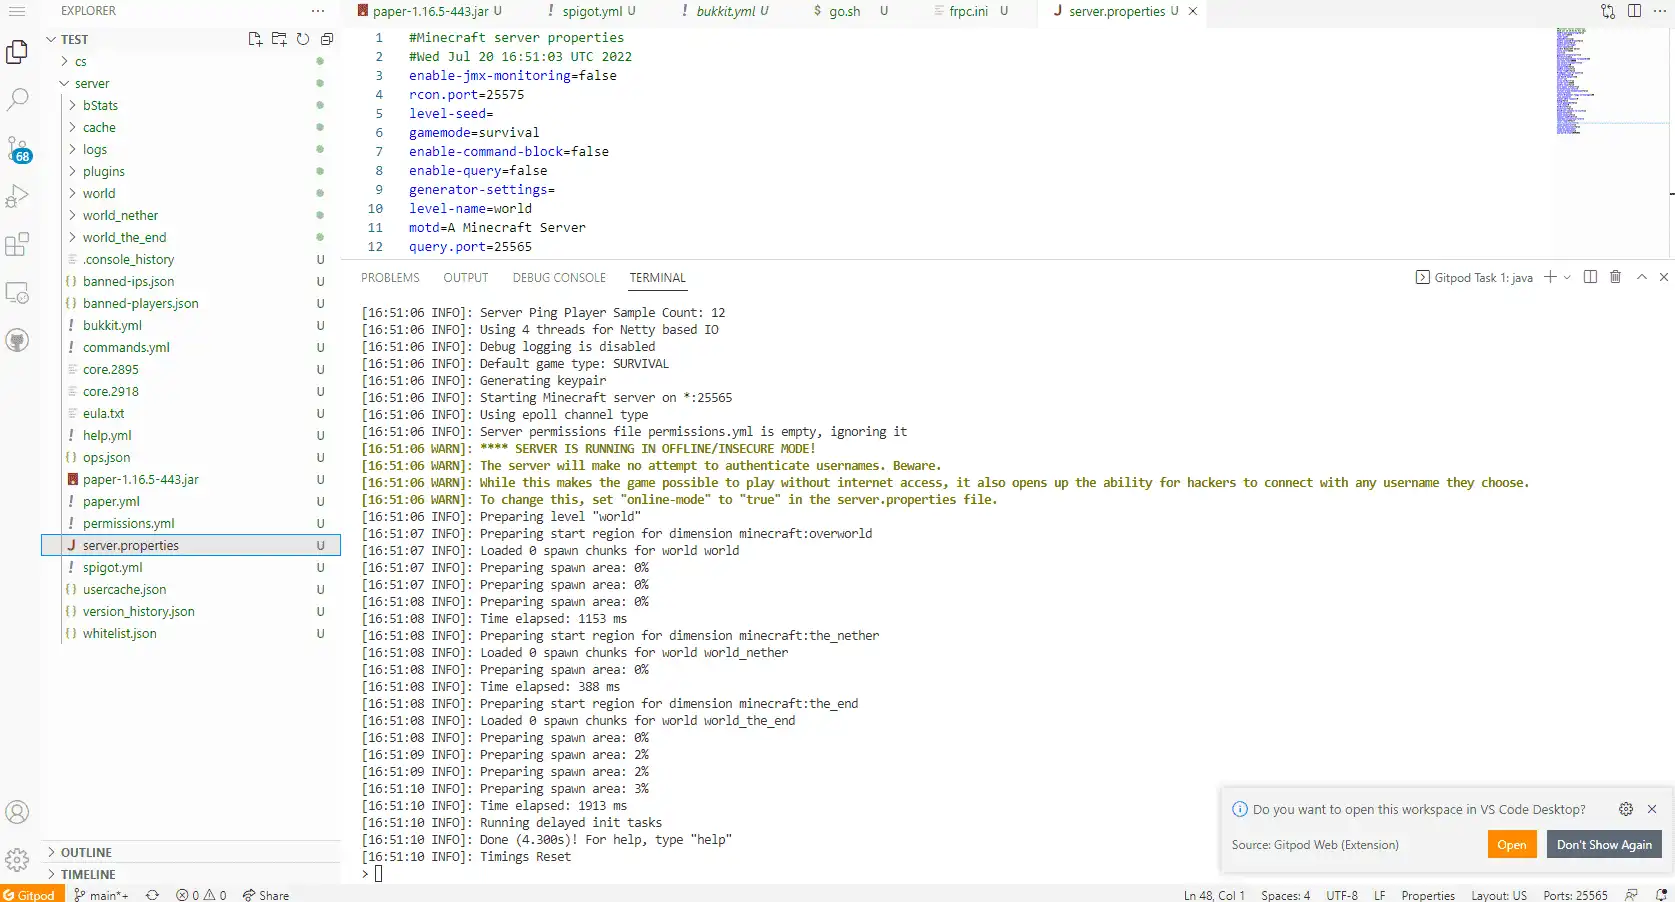 EXPLORER
paper-1.16.5-443.jar U
! spigot.yml U
! bukkit.yml U
$ go.sh U
frpc.ini U
J server.properties U
TEST
cs
server
bStats
cache
logs
plugins
world
world_nether
world_the_end
.console_history U
{} banned-ips.json U
{} banned-players.json U
! bukkit.yml U
! commands.yml U
core.2895 U
core.2918 U
eula.txt U
! help.yml U
{} ops.json U
paper-1.16.5-443.jar U
! paper.yml U
! permissions.yml U
J server.properties U
! spigot.yml U
{} usercache.json U
{} version_history.json U
{} whitelist.json U
OUTLINE
TIMELINE
68
1 #Minecraft server properties
2 #Wed Jul 20 16:51:03 UTC 2022
3 enable-jmx-monitoring=false
4 rcon.port=25575
5 level-seed=
6 gamemode=survival
7 enable-command-block=false
8 enable-query=false
9 generator-settings=
10 level-name=world
11 motd=A Minecraft Server
12 query.port=25565
PROBLEMS OUTPUT DEBUG CONSOLE TERMINAL
Gitpod Task 1: java
[16:51:06 INFO]: Server Ping Player Sample Count: 12
[16:51:06 INFO]: Using 4 threads for Netty based IO
[16:51:06 INFO]: Debug logging is disabled
[16:51:06 INFO]: Default game type: SURVIVAL
[16:51:06 INFO]: Generating keypair
[16:51:06 INFO]: Starting Minecraft server on *:25565
[16:51:06 INFO]: Using epoll channel type
[16:51:06 INFO]: Server permissions file permissions.yml is empty, ignoring it
[16:51:06 WARN]: **** SERVER IS RUNNING IN OFFLINE/INSECURE MODE!
[16:51:06 WARN]: The server will make no attempt to authenticate usernames. Beware.
[16:51:06 WARN]: While this makes the game possible to play without internet access, it also opens up the ability for hackers to connect with any username they choose.
[16:51:06 WARN]: To change this, set "online-mode" to "true" in the server.properties file.
[16:51:06 INFO]: Preparing level "world"
[16:51:07 INFO]: Preparing start region for dimension minecraft:overworld
[16:51:07 INFO]: Loaded 0 spawn chunks for world world
[16:51:07 INFO]: Preparing spawn area: 0%
[16:51:07 INFO]: Preparing spawn area: 0%
[16:51:08 INFO]: Preparing spawn area: 0%
[16:51:08 INFO]: Time elapsed: 1153 ms
[16:51:08 INFO]: Preparing start region for dimension minecraft:the_nether
[16:51:08 INFO]: Loaded 0 spawn chunks for world world_nether
[16:51:08 INFO]: Preparing spawn area: 0%
[16:51:08 INFO]: Time elapsed: 388 ms
[16:51:08 INFO]: Preparing start region for dimension minecraft:the_end
[16:51:08 INFO]: Loaded 0 spawn chunks for world world_the_end
[16:51:08 INFO]: Preparing spawn area: 0%
[16:51:09 INFO]: Preparing spawn area: 2%
[16:51:09 INFO]: Preparing spawn area: 2%
[16:51:10 INFO]: Preparing spawn area: 3%
[16:51:10 INFO]: Time elapsed: 1913 ms
[16:51:10 INFO]: Running delayed init tasks
[16:51:10 INFO]: Done (4.300s)! For help, type "help"
[16:51:10 INFO]: Timings Reset
>
Do you want to open this workspace in VS Code Desktop?
Source: Gitpod Web (Extension)
Open
Don't Show Again
Gitpod main*+ 0 0 Share
Ln 48, Col 1 Spaces: 4 UTF-8 LF Properties Layout: US Ports: 25565